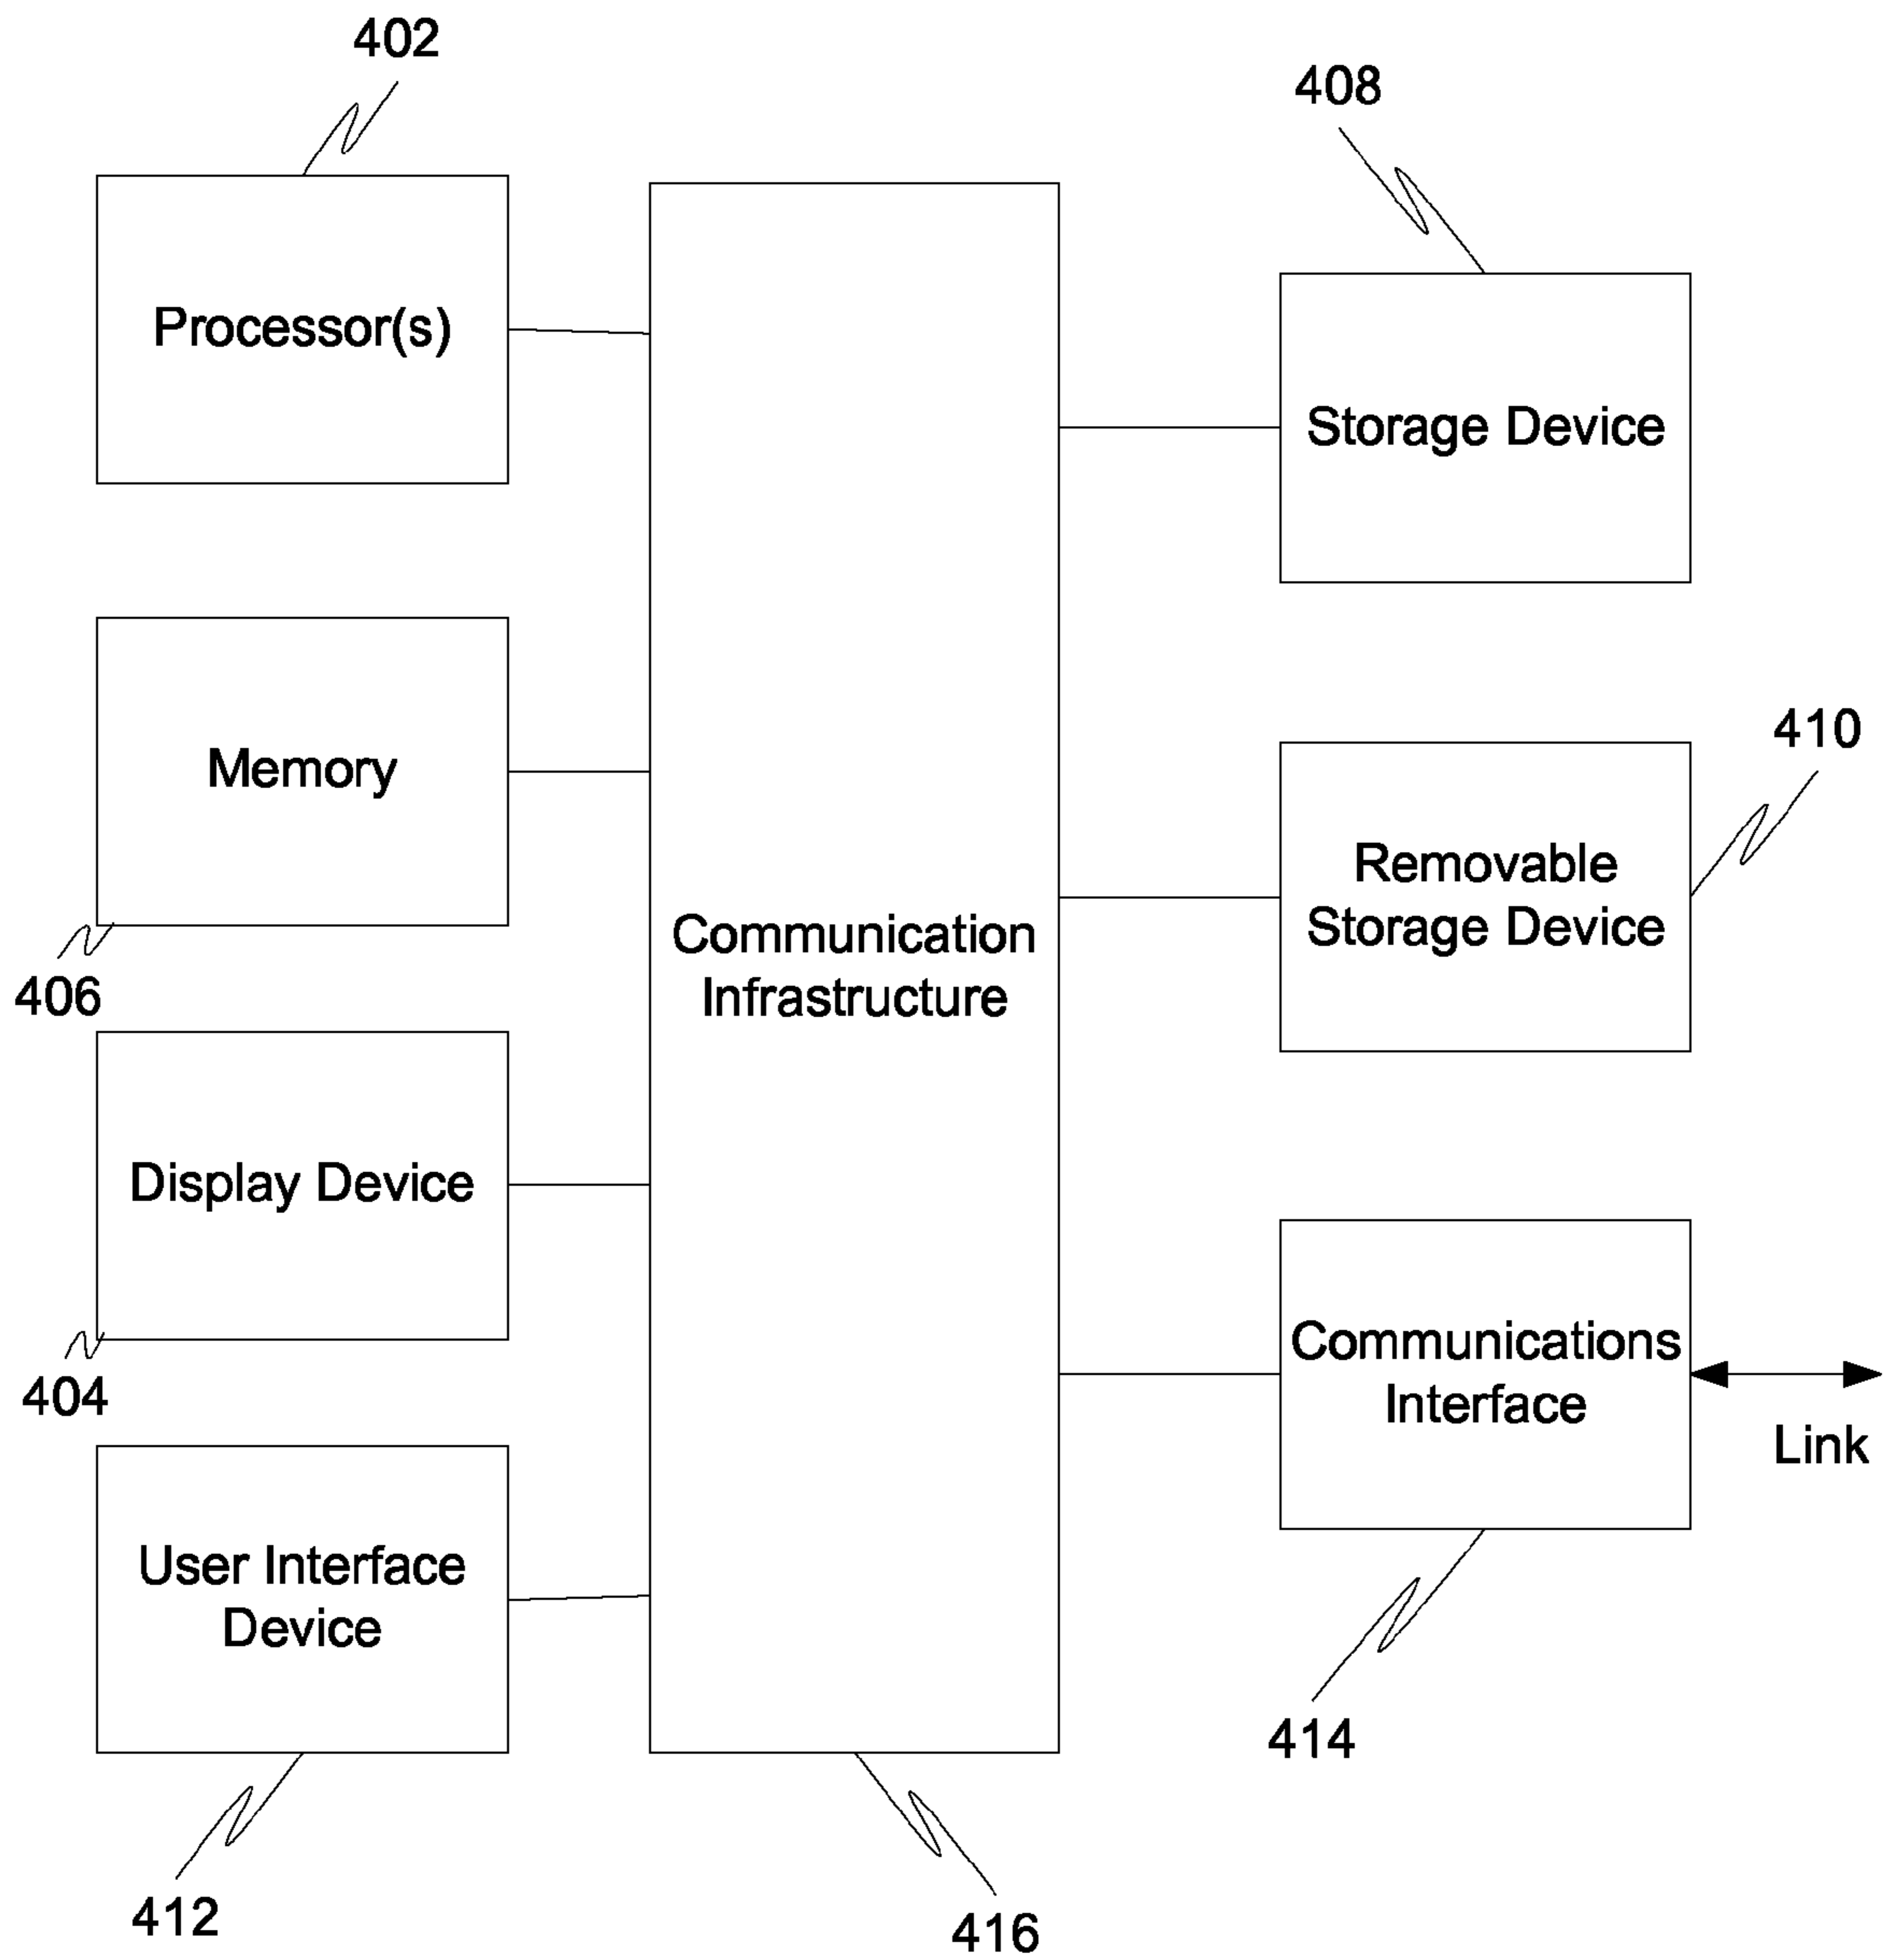 402
408
Processor(s)
Storage Device
Memory
410
Removable
Storage Device
Communication
Infrastructure
406
Display Device
Communications
Interface
404
Link
User Interface
Device
414
412
416